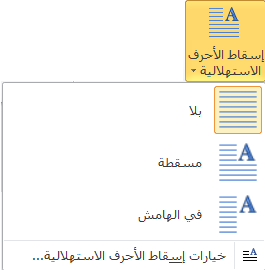 إسقاط الأحرف
الاستهلالية
بلا
مسقطة
في الهامش
خيارات إسقاط الأحرف الاستهلالية...